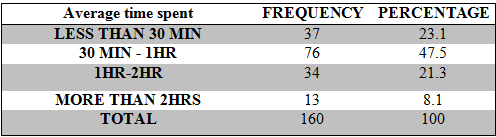 Average time spent FREQUENCY PERCENTAGE
LESS THAN 30 MIN 37 23.1
30 MIN - 1HR 76 47.5
1HR-2HR 34 21.3
MORE THAN 2HRS 13 8.1
TOTAL 160 100